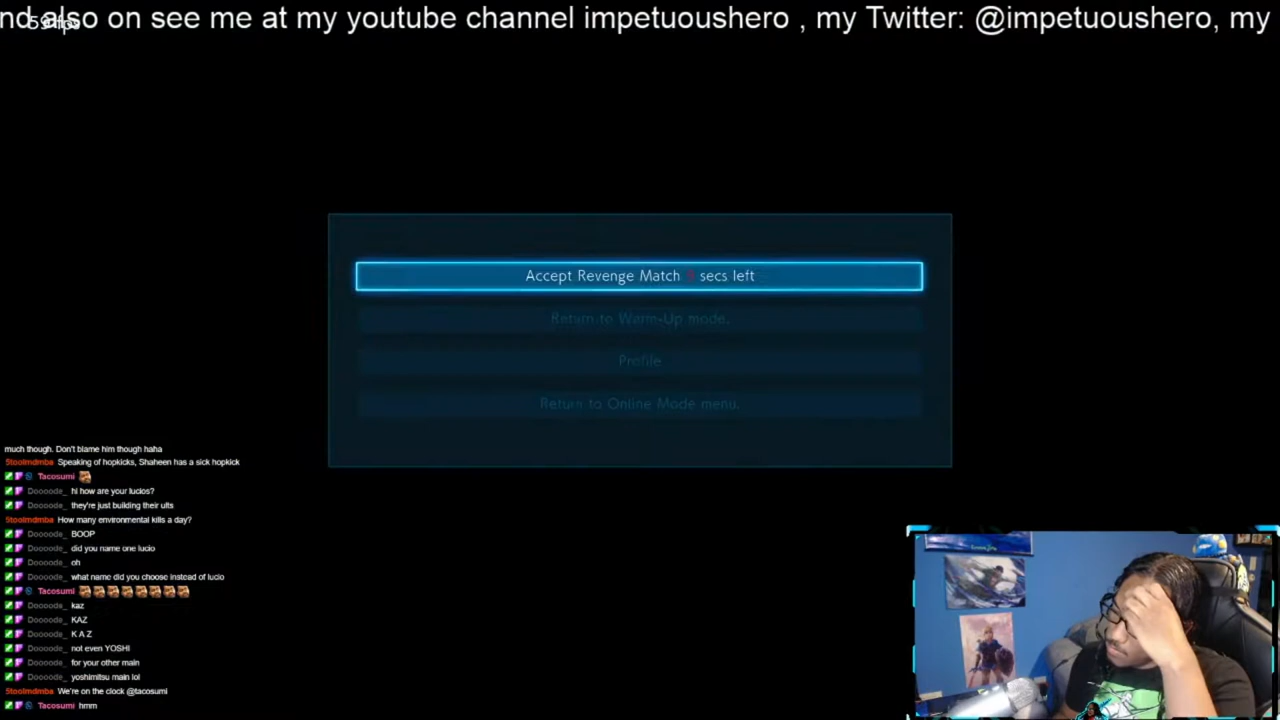 nd also on see me at my youtube channel impetuoushero , my Twitter: @impetuoushero, my
59 fps
Accept Revenge Match secs left
Return to Warm-Up mode.
Profile
Return to Online Mode menu.
much though. Don't blame him though haha
5toolmdmba Speaking of hopkicks, Shaheen has a sick hopkick
Tacosumi
Doooode_ hi how are your lucios?
Doooode_ they're just building their ults
5toolmdmba How many environmental kills a day?
Doooode_ BOOP
Doooode_ did you name one lucio
Doooode_ oh
Doooode_ what name did you choose instead of lucio
Tacosumi
Doooode_ kaz
Doooode_ KAZ
Doooode_ K A Z
Doooode_ not even YOSHI
Doooode_ for your other main
Doooode_ yoshimitsu main lol
5toolmdmba We're on the clock @tacosumi
Tacosumi hmm